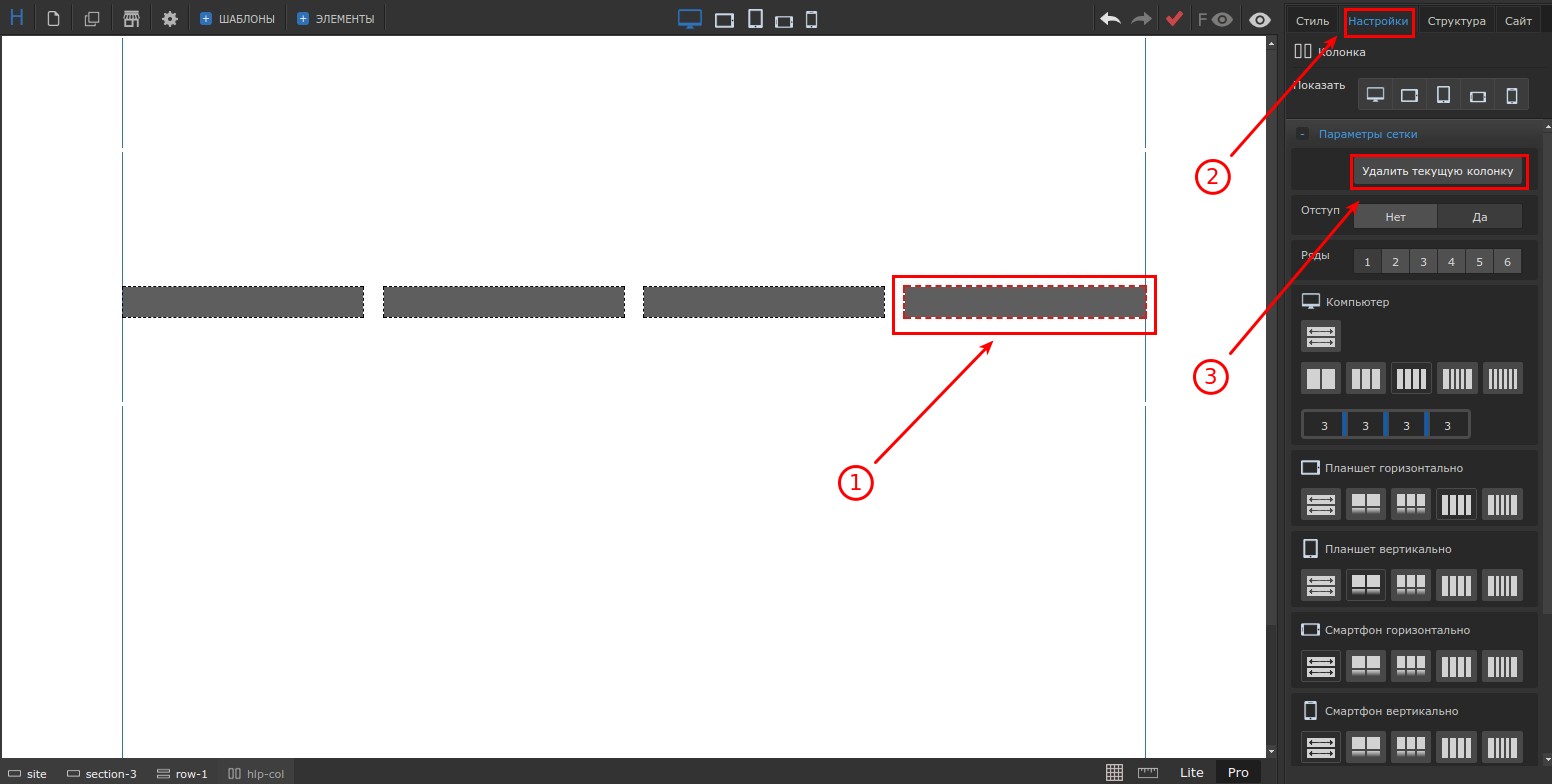 H + ШАБЛОНЫ + ЭЛЕМЕНТЫ F
Стиль Настройки Структура Сайт
Колонка
Показать
- Параметры сетки
Удалить текущую колонку
2
Отступ Нет Да
Ряды 1 2 3 4 5 6
Компьютер
3
3 3 3 3
1
Планшет горизонтально
Планшет вертикально
Смартфон горизонтально
Смартфон вертикально
site section-3 row-1 hlp-col Lite Pro